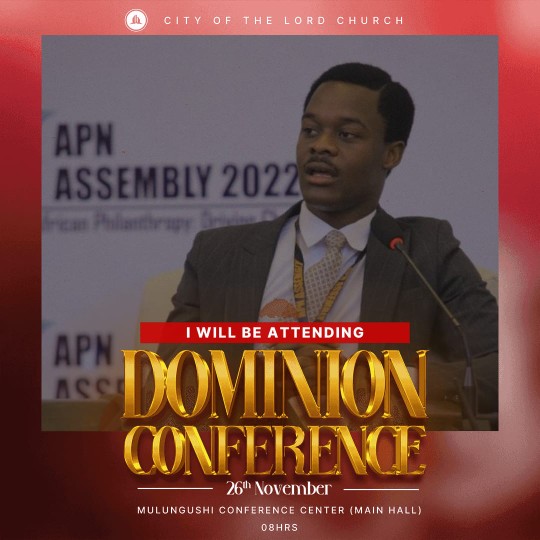 CITY OF THE LORD CHURCH
APN
ASSEMBLY 2022
African Philanthropy: Driving
APN
ASS
I WILL BE ATTENDING
DOMINION
CONFERENCE
26th November
MULUNGUSHI CONFERENCE CENTER (MAIN HALL)
08HRS